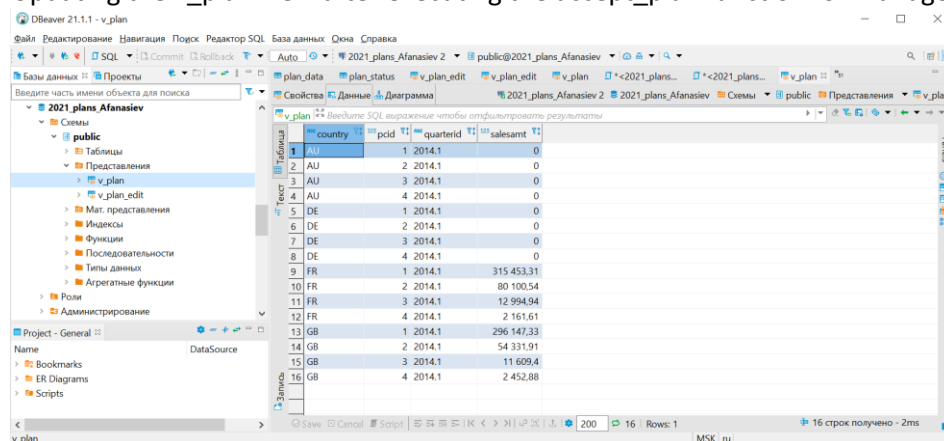 DBeaver 21.1.1 - v_plan
Файл Редактирование Навигация Поиск Редактор SQL База данных Окна Справка
SQL Commit Rollback Auto 2021_plans_Afanasiev 2 public@2021_plans_Afanasiev
Базы данных Проекты
plan_data plan_status v_plan_edit v_plan_edit v_plan *<2021_plans... *<2021_plans... v_plan
Введите часть имени объекта для поиска
Свойства Данные Диаграмма 2021_plans_Afanasiev 2 2021_plans_Afanasiev Схемы public Представления v_pla
v_plan Введите SQL выражение чтобы отфильтровать результаты
2021_plans_Afanasiev
Схемы
public
Таблицы
Представления
v_plan
v_plan_edit
Мат. представления
Индексы
Функции
Последовательности
Типы данных
Агрегатные функции
Роли
Администрирование
Project - General
Name DataSource
Bookmarks
ER Diagrams
Scripts
Таблица
Текст
Запись
country pcid quarterid salesamt
1 AU 1 2014.1 0
2 AU 2 2014.1 0
3 AU 3 2014.1 0
4 AU 4 2014.1 0
5 DE 1 2014.1 0
6 DE 2 2014.1 0
7 DE 3 2014.1 0
8 DE 4 2014.1 0
9 FR 1 2014.1 315 453,31
10 FR 2 2014.1 80 100,54
11 FR 3 2014.1 12 994,94
12 FR 4 2014.1 2 161,61
13 GB 1 2014.1 296 147,33
14 GB 2 2014.1 54 331,91
15 GB 3 2014.1 11 609,4
16 GB 4 2014.1 2 452,88
Save Cancel Script 200 16 Rows: 1 16 строк получено - 2ms
v_plan MSK ru